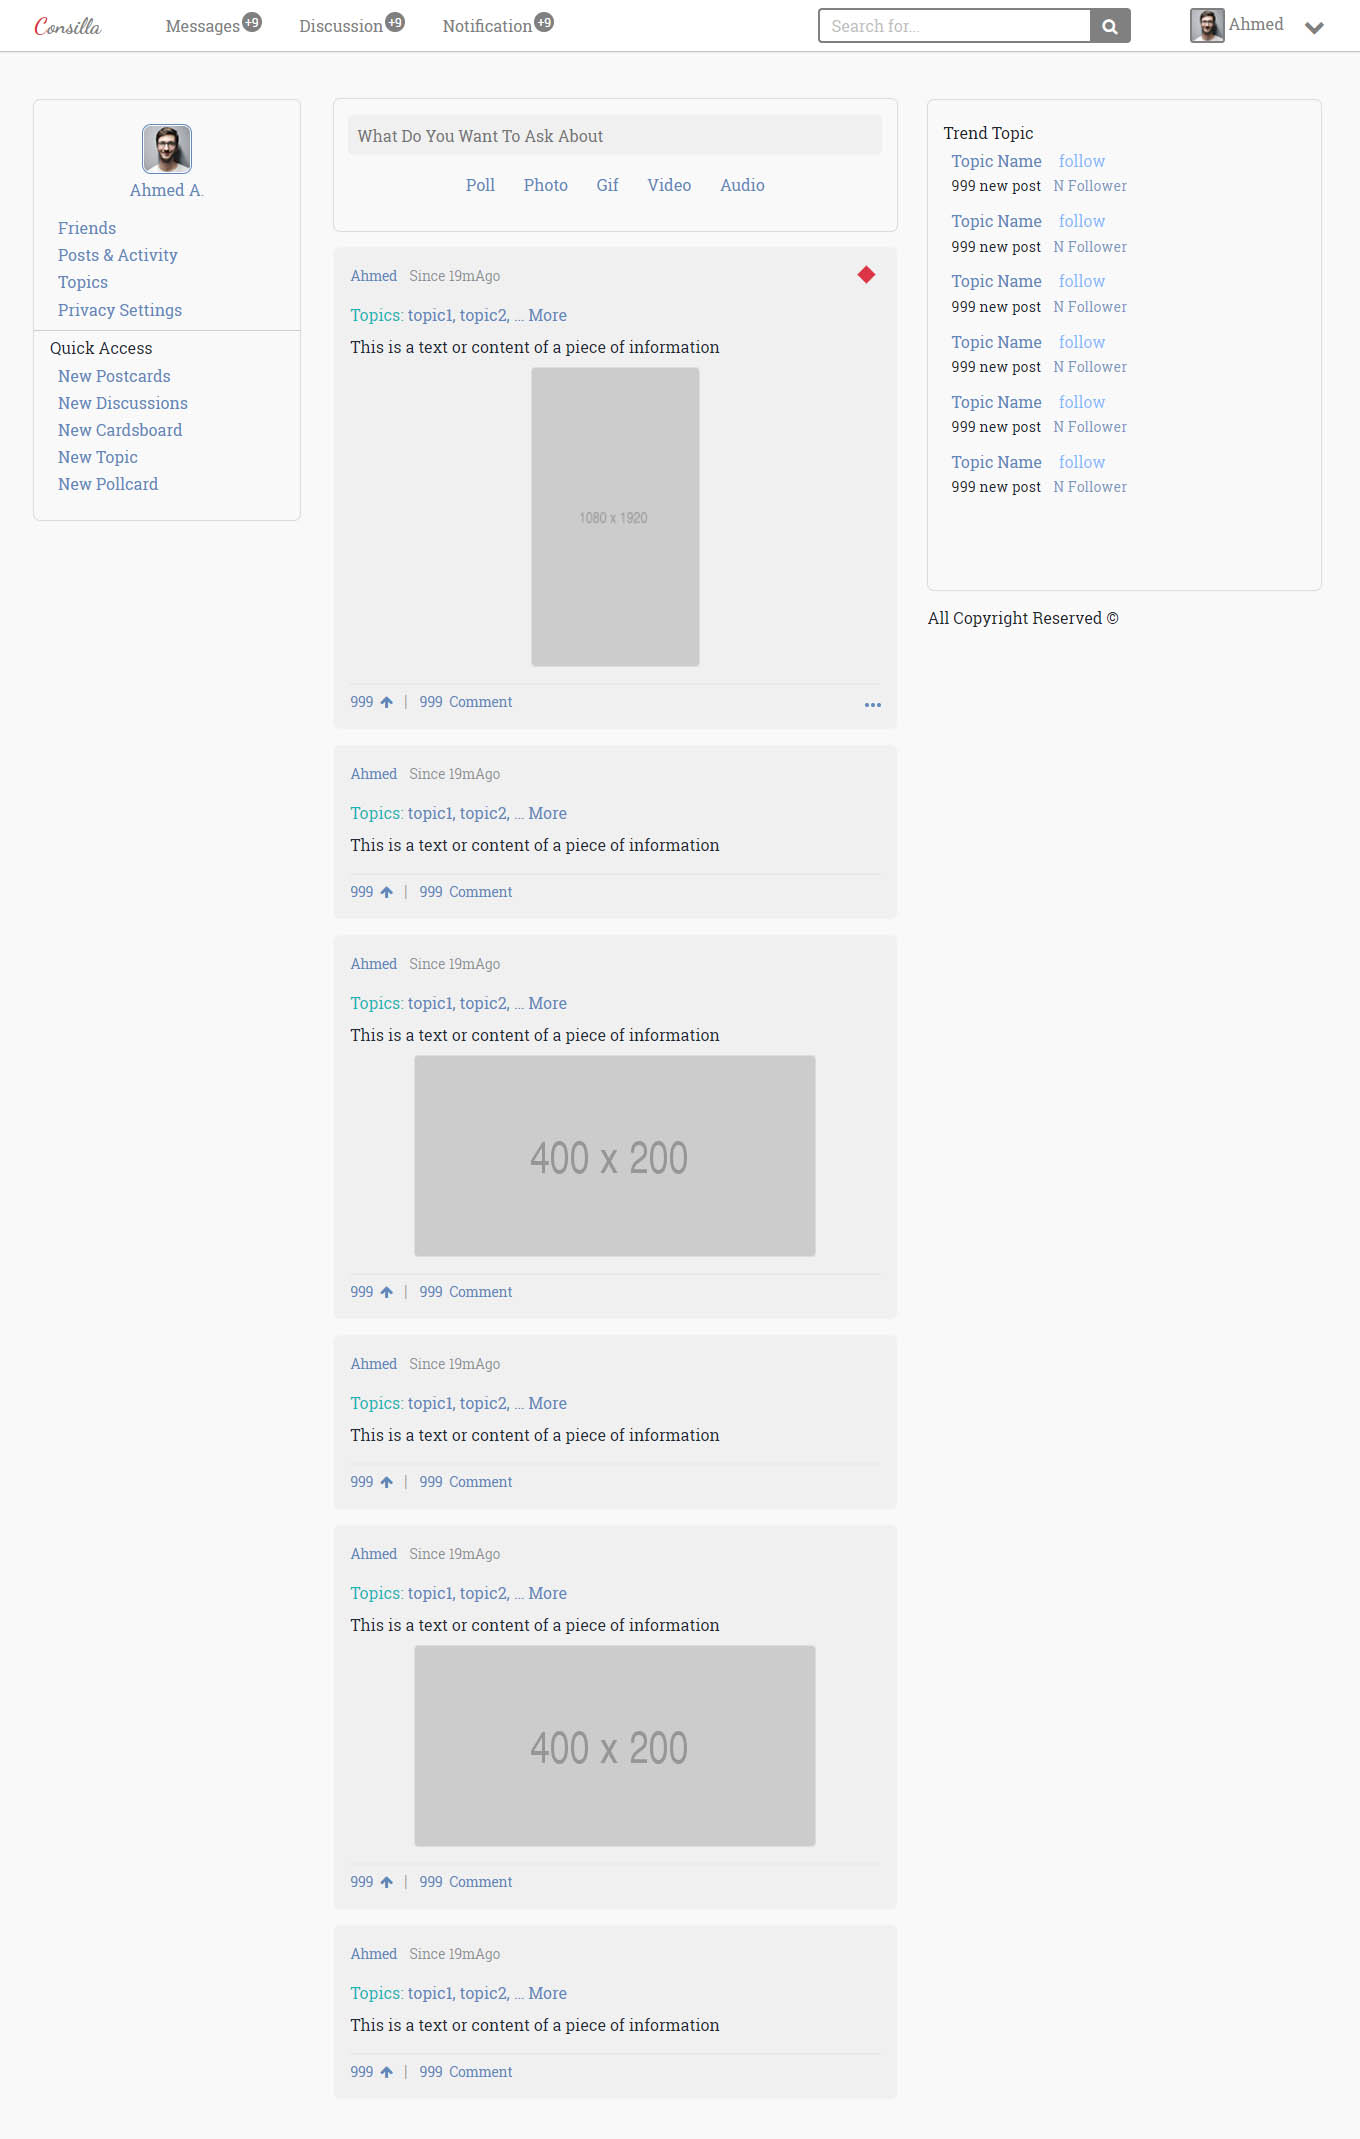 Consilla Messages +9 Discussion +9 Notification +9 Search for... Ahmed
Ahmed A.
Friends
Posts & Activity
Topics
Privacy Settings
Quick Access
New Postcards
New Discussions
New Cardsboard
New Topic
New Pollcard
What Do You Want To Ask About
Poll Photo Gif Video Audio
Ahmed Since 19mAgo
Topics: topic1, topic2, ... More
This is a text or content of a piece of information
1080 x 1920
999 | 999 Comment
Ahmed Since 19mAgo
Topics: topic1, topic2, ... More
This is a text or content of a piece of information
999 | 999 Comment
Ahmed Since 19mAgo
Topics: topic1, topic2, ... More
This is a text or content of a piece of information
400 x 200
999 | 999 Comment
Ahmed Since 19mAgo
Topics: topic1, topic2, ... More
This is a text or content of a piece of information
999 | 999 Comment
Ahmed Since 19mAgo
Topics: topic1, topic2, ... More
This is a text or content of a piece of information
400 x 200
999 | 999 Comment
Ahmed Since 19mAgo
Topics: topic1, topic2, ... More
This is a text or content of a piece of information
999 | 999 Comment
Trend Topic
Topic Name follow
999 new post N Follower
Topic Name follow
999 new post N Follower
Topic Name follow
999 new post N Follower
Topic Name follow
999 new post N Follower
Topic Name follow
999 new post N Follower
Topic Name follow
999 new post N Follower
All Copyright Reserved ©